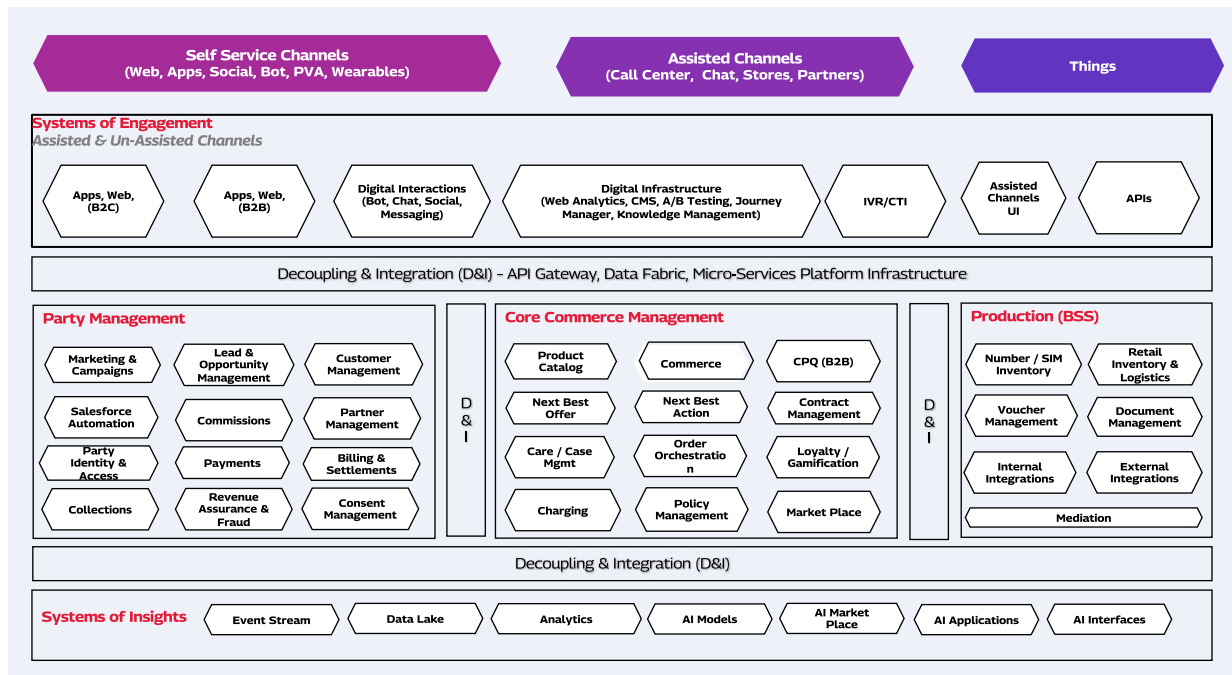 Self Service Channels
(Web, Apps, Social, Bot, PVA, Wearables)
Assisted Channels
(Call Center, Chat, Stores, Partners)
Things
Systems of Engagement
Assisted & Un-Assisted Channels
Apps, Web,
(B2C)
Apps, Web,
(B2B)
Digital Interactions
(Bot, Chat, Social,
Messaging)
Digital Infrastructure
(Web Analytics, CMS, A/B Testing, Journey
Manager, Knowledge Management)
IVR/CTI
Assisted
Channels
UI
APIs
Decoupling & Integration (D&I) – API Gateway, Data Fabric, Micro-Services Platform Infrastructure
Party Management
Marketing &
Campaigns
Lead &
Opportunity
Management
Customer
Management
Salesforce
Automation
Commissions
Partner
Management
Party
Identity &
Access
Payments
Billing &
Settlements
Collections
Revenue
Assurance &
Fraud
Consent
Management
D
&
I
Core Commerce Management
Product
Catalog
Commerce
CPQ (B2B)
Next Best
Offer
Next Best
Action
Contract
Management
Care / Case
Mgmt
Order
Orchestratio
n
Loyalty /
Gamification
Charging
Policy
Management
Market Place
D
&
I
Production (BSS)
Number / SIM
Inventory
Retail
Inventory &
Logistics
Voucher
Management
Document
Management
Internal
Integrations
External
Integrations
Mediation
Decoupling & Integration (D&I)
Systems of Insights
Event Stream
Data Lake
Analytics
AI Models
AI Market
Place
AI Applications
AI Interfaces